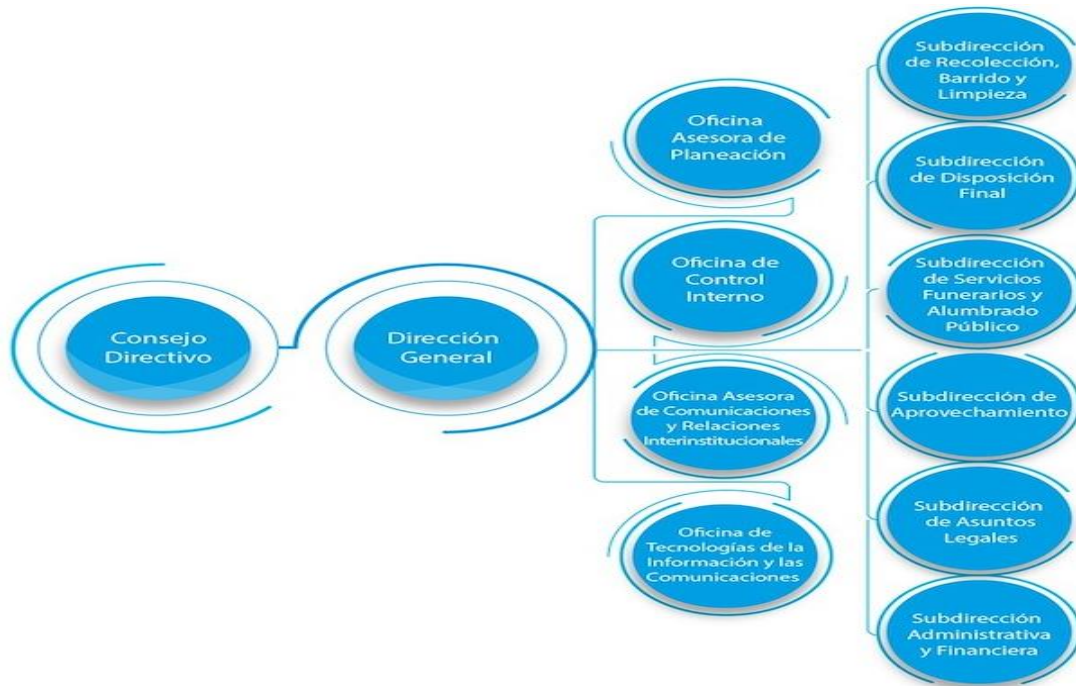 Consejo
Directivo
Dirección
General
Oficina
Asesora de
Planeación
Oficina de
Control
Interno
Oficina Asesora
de Comunicaciones
y Relaciones
Interinstitucionales
Oficina de
Tecnologías de la
Información y las
Comunicaciones
Subdirección
de Recolección,
Barrido y
Limpieza
Subdirección
de Disposición
Final
Subdirección
de Servicios
Funerarios y
Alumbrado
Público
Subdirección de
Aprovechamiento
Subdirección
de Asuntos
Legales
Subdirección
Administrativa
y Financiera